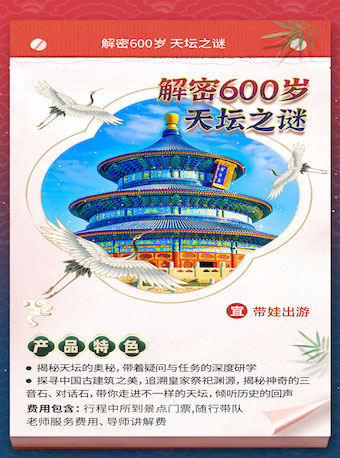 解密600岁 天坛之谜
解密600岁
天坛之谜
宜 带娃出游
产品特色
● 揭秘天坛的奥秘,带着疑问与任务的深度研学
● 探寻中国古建筑之美,追溯皇家祭祀渊源,揭秘神奇的三
音石、对话石,带你走进不一样的天坛,倾听历史的回声
费用包含:行程中所到景点门票,随行带队
老师服务费用、导师讲解费